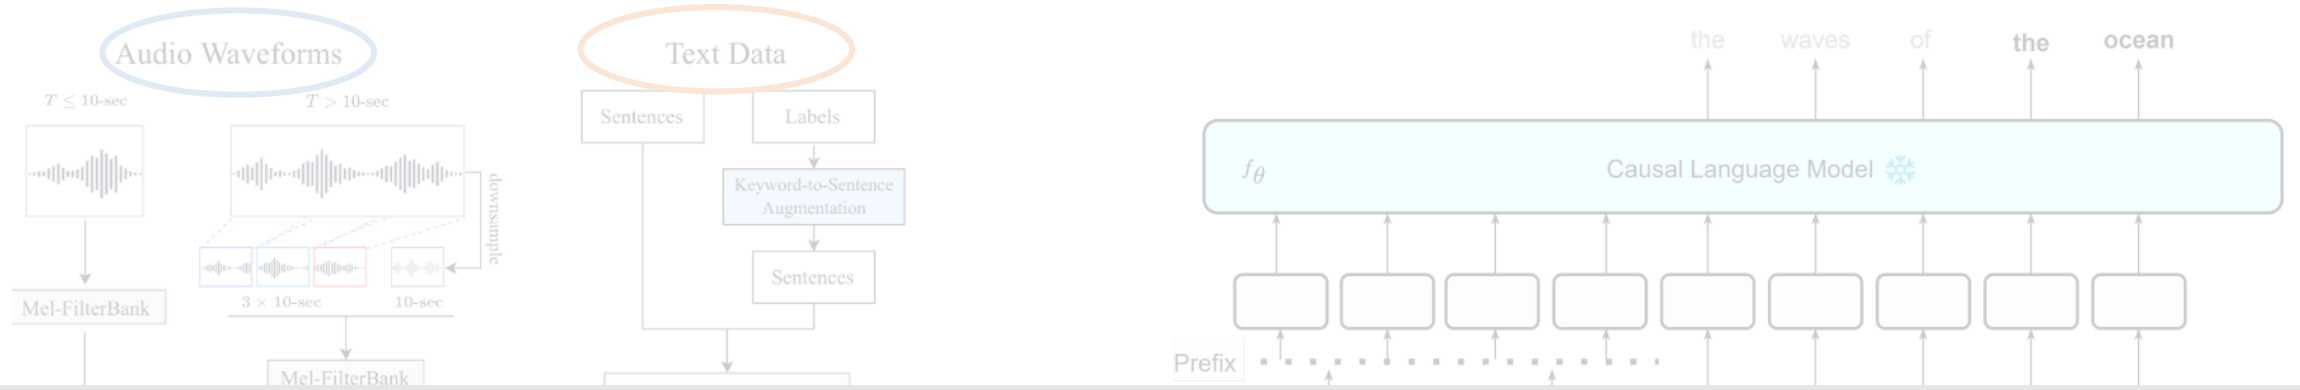 Audio Waveforms
T ≤ 10-sec
T > 10-sec
downsample
3 × 10-sec
10-sec
Mel-FilterBank
Mel-FilterBank
Text Data
Sentences
Labels
Keyword-to-Sentence
Augmentation
Sentences
the waves of the ocean
fθ
Causal Language Model
Prefix